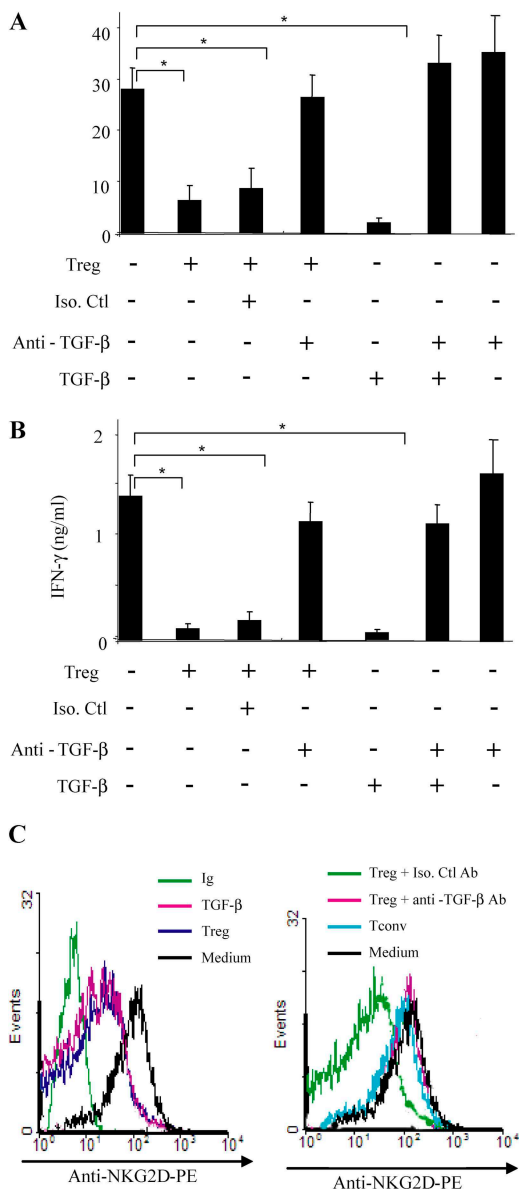 A
40
30
20
10
0
* * *
Treg - + + + - - -
Iso. Ctl - - + - - - -
Anti - TGF-β - - - + - + +
TGF-β - - - - + + -
B
IFN-γ (ng/ml)
2
1
0
* * *
Treg - + + + - - -
Iso. Ctl - - + - - - -
Anti - TGF-β - - - + - + +
TGF-β - - - - + + -
C
Ig
TGF-β
Treg
Medium
32
Events
0
10⁰ 10¹ 10² 10³ 10⁴
Anti-NKG2D-PE
Treg + Iso. Ctl Ab
Treg + anti -TGF-β Ab
Tconv
Medium
32
Events
0
10⁰ 10¹ 10² 10³ 10⁴
Anti-NKG2D-PE